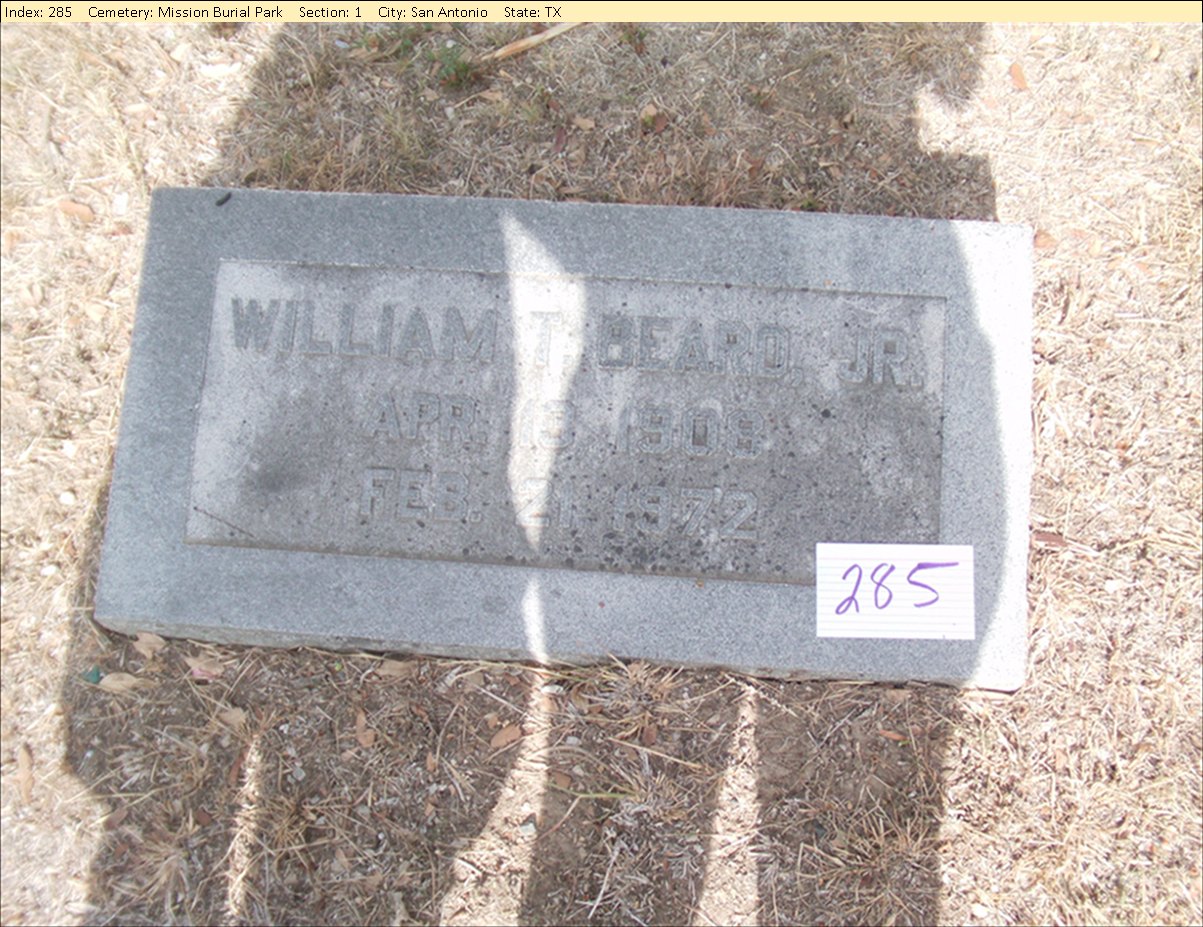 Index: 285 Cemetery: Mission Burial Park Section: 1 City: San Antonio State: TX
WILLIAM T. BEARD, JR.
APR. 13 1908
FEB. 21 1972
285